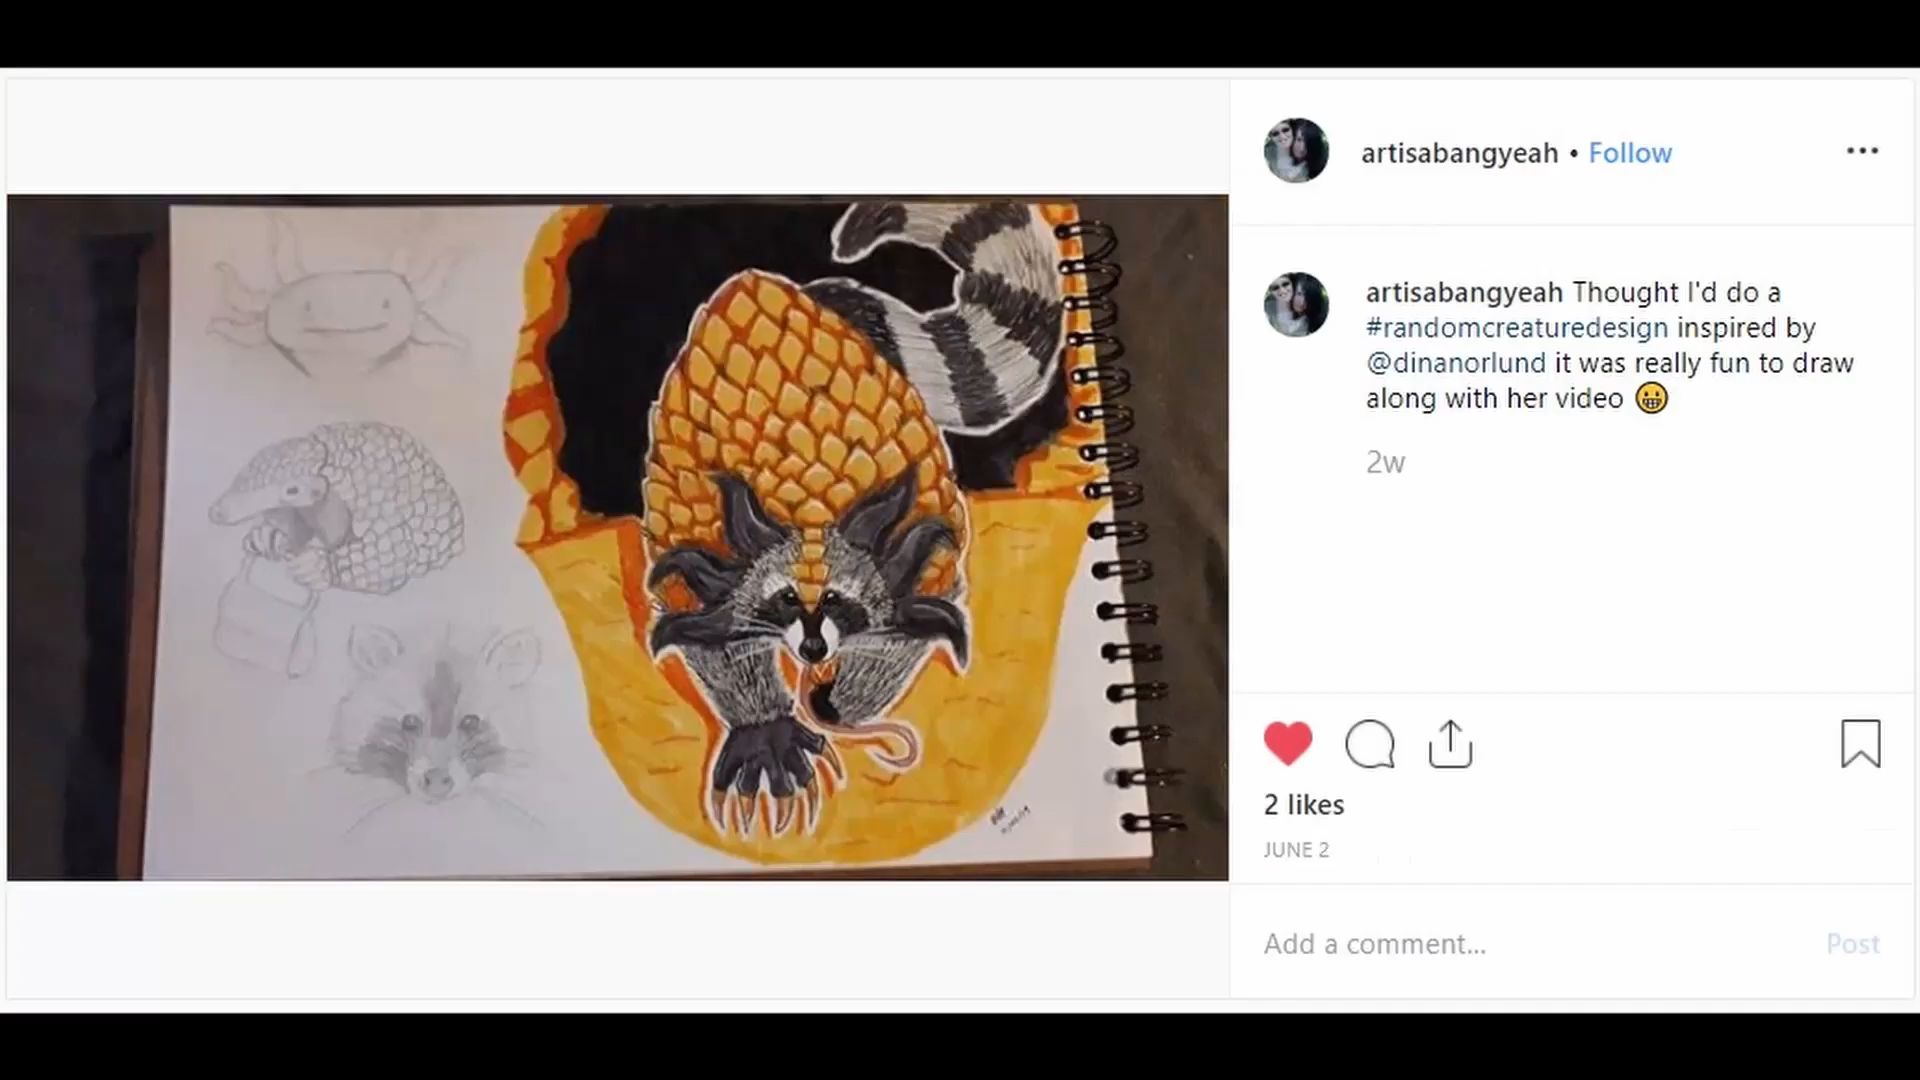 artisabangyeah • Follow
artisabangyeah Thought I'd do a
#randomcreaturedesign inspired by
@dinanorlund it was really fun to draw
along with her video 😀
2w
2 likes
JUNE 2
Add a comment...
Post